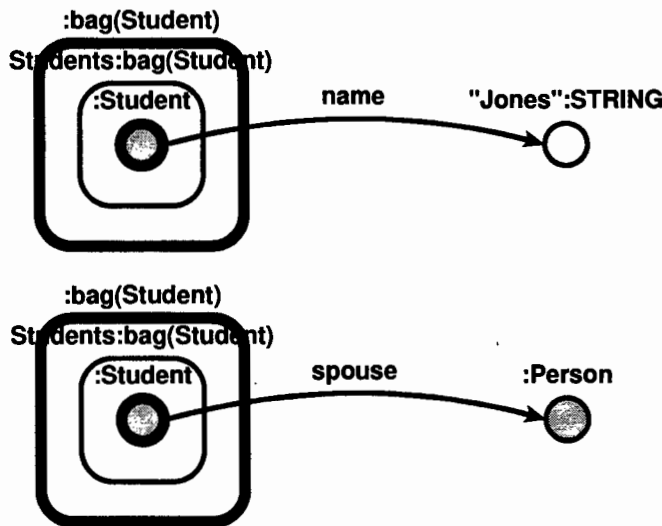 :bag(Student)
Students:bag(Student)
:Student
name
"Jones":STRING
:bag(Student)
Students:bag(Student)
:Student
spouse
:Person